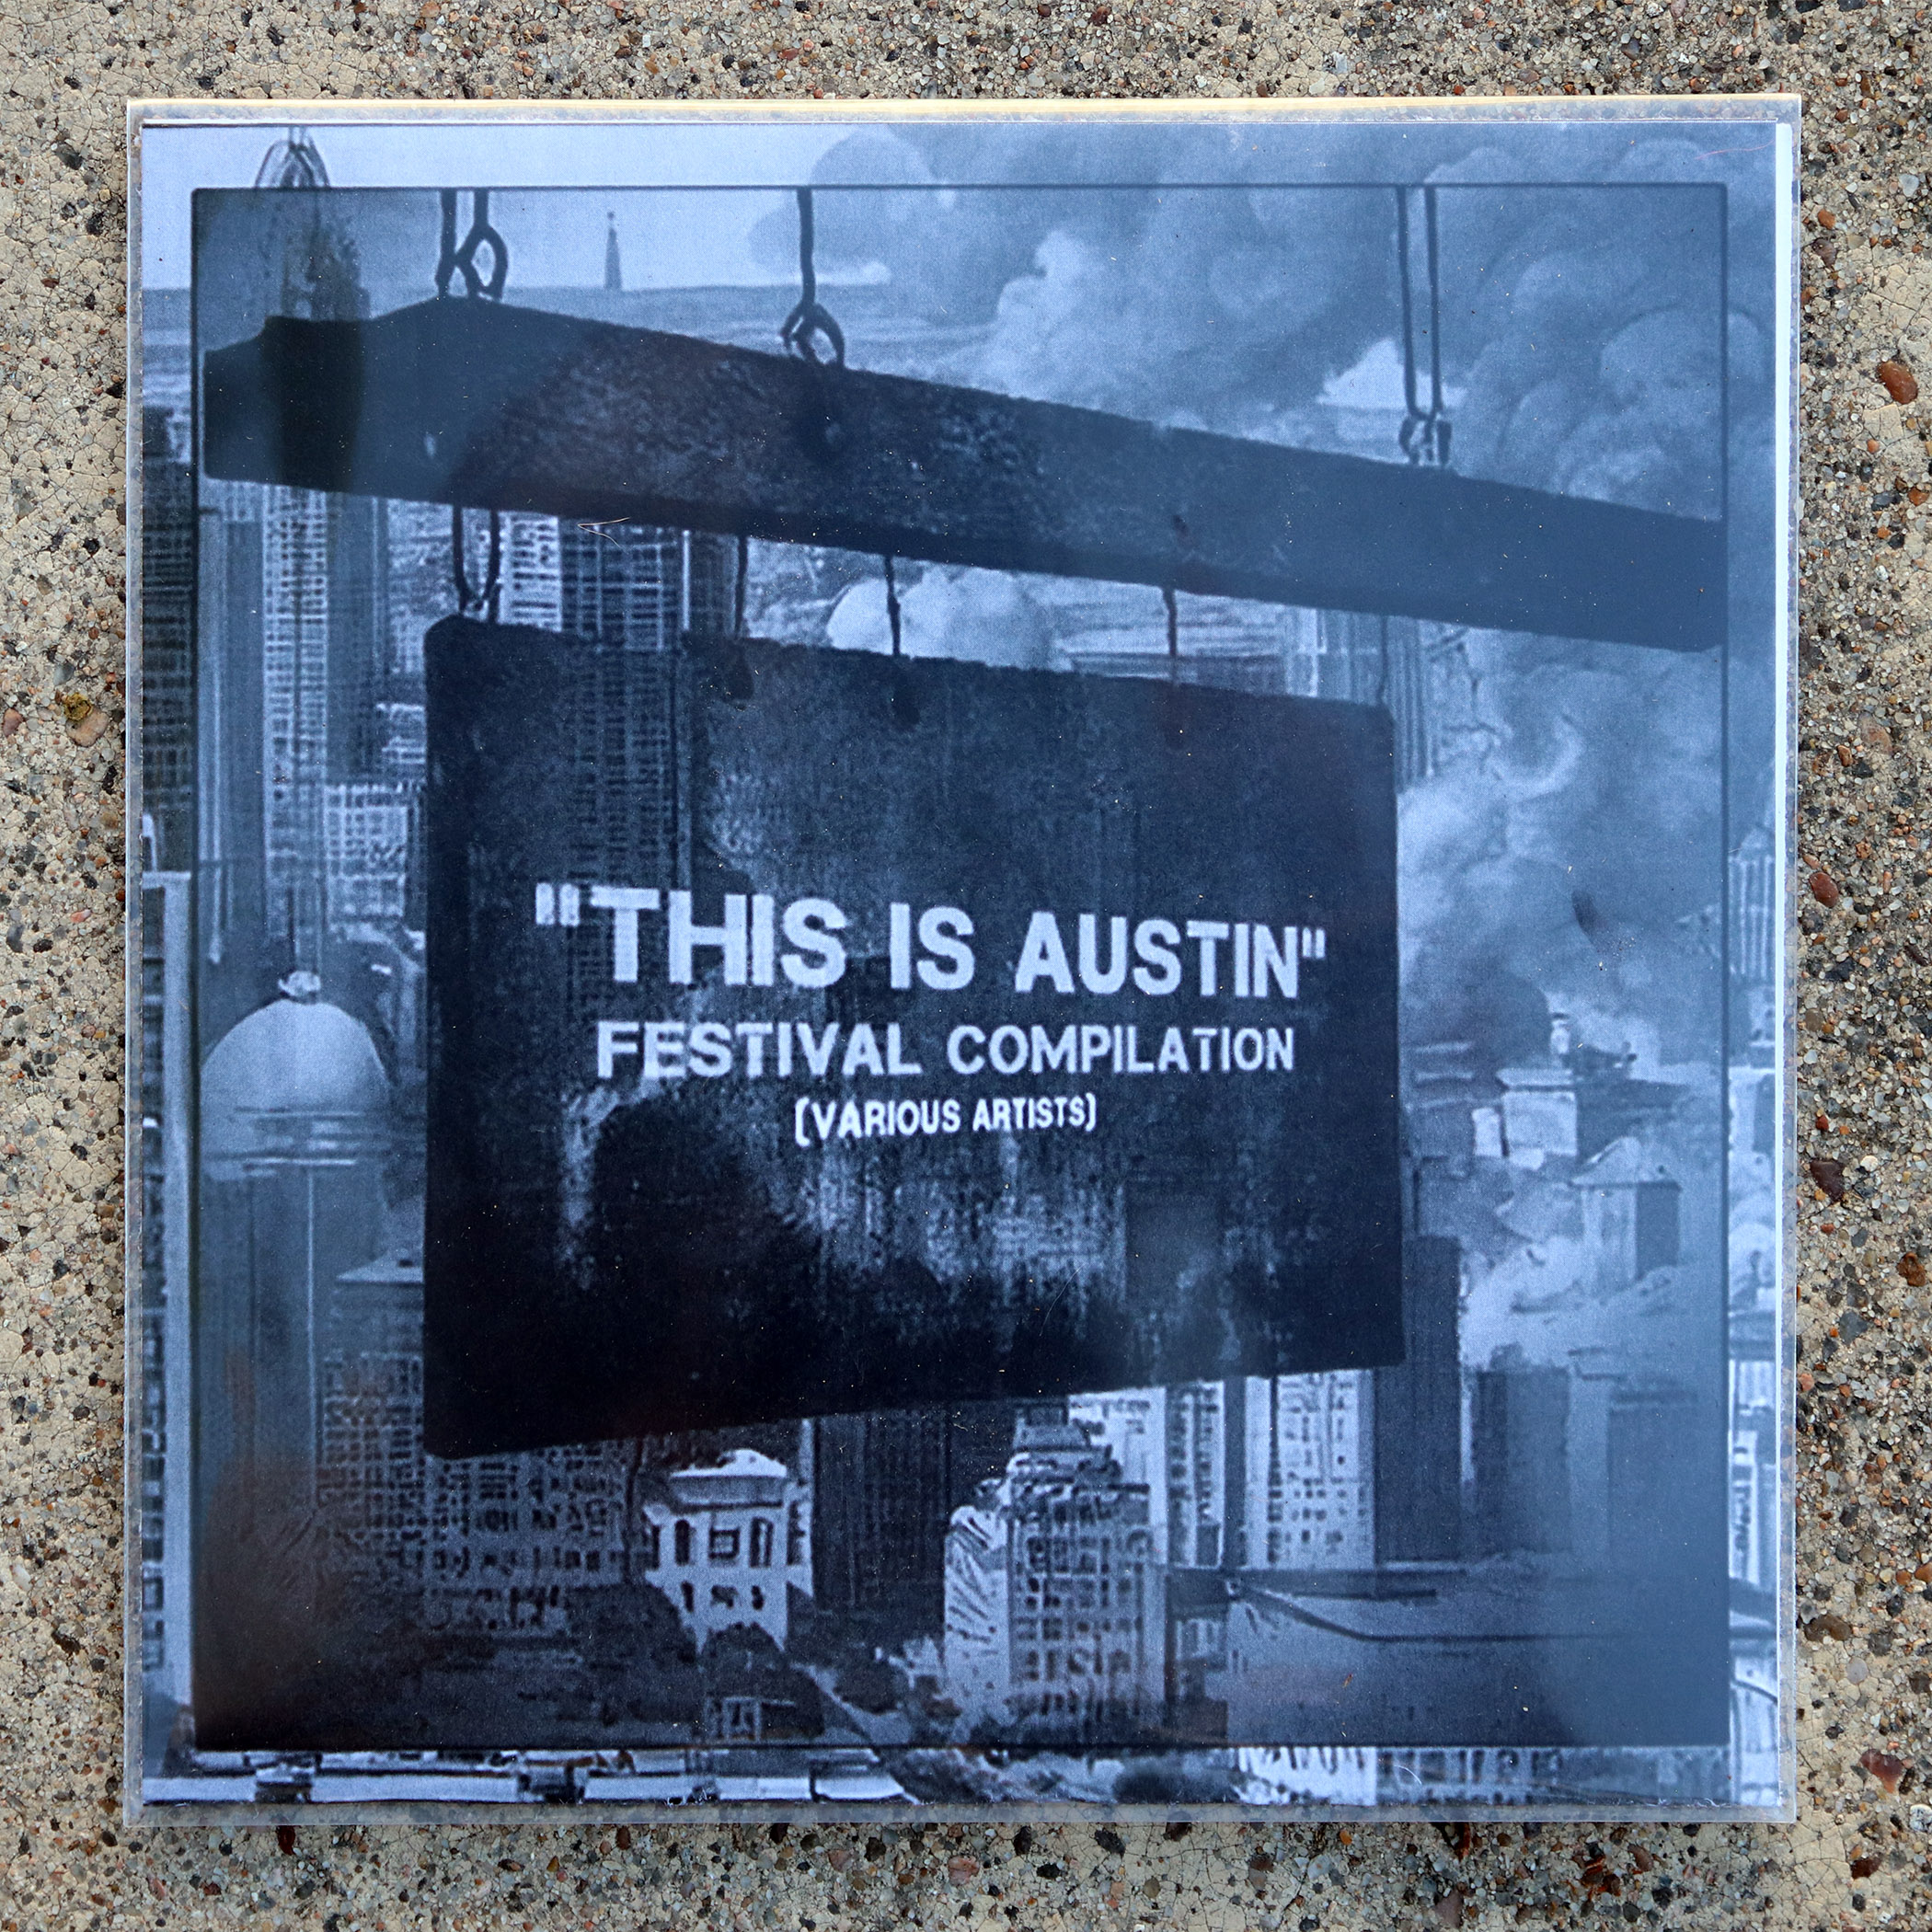 "THIS IS AUSTIN"
FESTIVAL COMPILATION
(VARIOUS ARTISTS)